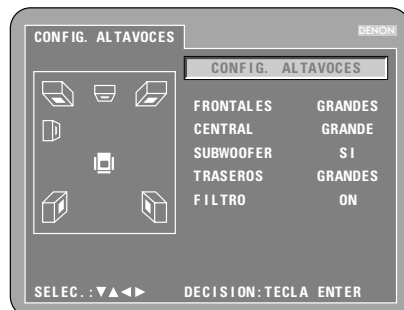 CONFIG. ALTAVOCES
DENON
CONFIG. ALTAVOCES
FRONTALES GRANDES
CENTRAL GRANDE
SUBWOOFER SI
TRASEROS GRANDES
FILTRO ON
SELEC.:▼▲◄► DECISION:TECLA ENTER